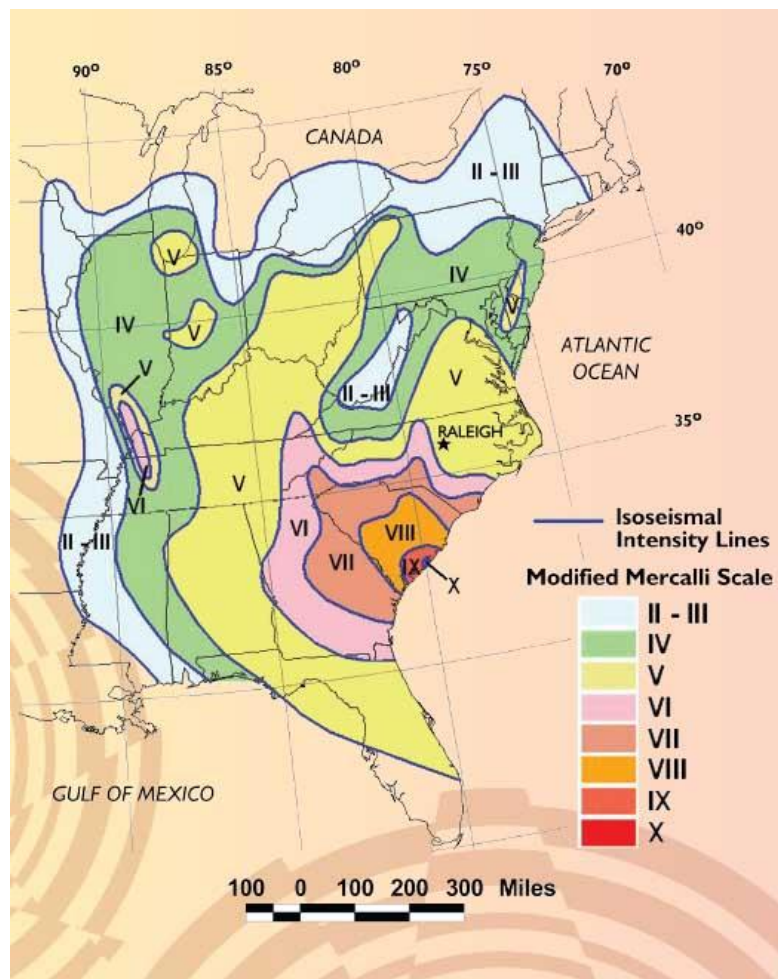 90°
85°
80°
75°
70°
CANADA
II - III
40°
V
IV
V
IV
V
V
ATLANTIC
OCEAN
II - III
V
RALEIGH
35°
V
VI
VI
VIII
II - III
VII
IX
X
Isoseismal
Intensity Lines
Modified Mercalli Scale
II - III
IV
V
VI
VII
VIII
IX
X
GULF OF MEXICO
100 0 100 200 300 Miles